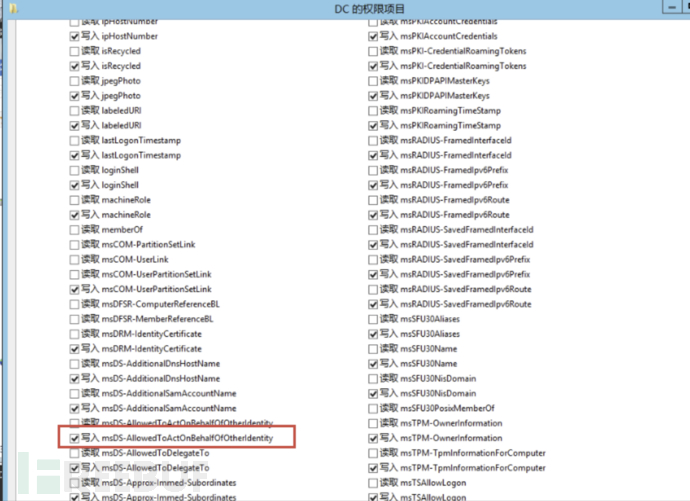 DC 的权限项目
读取 ipHostNumber
写入 ipHostNumber
读取 isRecycled
写入 isRecycled
读取 jpegPhoto
写入 jpegPhoto
读取 labeledURI
写入 labeledURI
读取 lastLogonTimestamp
写入 lastLogonTimestamp
读取 loginShell
写入 loginShell
读取 machineRole
写入 machineRole
读取 memberOf
读取 msCOM-PartitionSetLink
读取 msCOM-UserLink
读取 msCOM-UserPartitionSetLink
写入 msCOM-UserPartitionSetLink
读取 msDFSR-ComputerReferenceBL
读取 msDFSR-MemberReferenceBL
读取 msDRM-IdentityCertificate
写入 msDRM-IdentityCertificate
读取 msDS-AdditionalDnsHostName
写入 msDS-AdditionalDnsHostName
读取 msDS-AdditionalSamAccountName
写入 msDS-AdditionalSamAccountName
读取 msDS-AllowedToActOnBehalfOfOtherIdentity
写入 msDS-AllowedToActOnBehalfOfOtherIdentity
读取 msDS-AllowedToDelegateTo
写入 msDS-AllowedToDelegateTo
读取 msDS-Approx-Immed-Subordinates
写入 msDS-Approx-Immed-Subordinates
读取 msPKIAccountCredentials
写入 msPKIAccountCredentials
读取 msPKI-CredentialRoamingTokens
写入 msPKI-CredentialRoamingTokens
读取 msPKIDPAPIMasterKeys
写入 msPKIDPAPIMasterKeys
读取 msPKIRoamingTimeStamp
写入 msPKIRoamingTimeStamp
读取 msRADIUS-FramedInterfaceId
写入 msRADIUS-FramedInterfaceId
读取 msRADIUS-FramedIpv6Prefix
写入 msRADIUS-FramedIpv6Prefix
读取 msRADIUS-FramedIpv6Route
写入 msRADIUS-FramedIpv6Route
读取 msRADIUS-SavedFramedInterfaceId
写入 msRADIUS-SavedFramedInterfaceId
读取 msRADIUS-SavedFramedIpv6Prefix
写入 msRADIUS-SavedFramedIpv6Prefix
读取 msRADIUS-SavedFramedIpv6Route
写入 msRADIUS-SavedFramedIpv6Route
读取 msSFU30Aliases
写入 msSFU30Aliases
读取 msSFU30Name
写入 msSFU30Name
读取 msSFU30NisDomain
写入 msSFU30NisDomain
读取 msSFU30PosixMemberOf
读取 msTPM-OwnerInformation
写入 msTPM-OwnerInformation
读取 msTPM-TpmInformationForComputer
写入 msTPM-TpmInformationForComputer
读取 msTSAllowLogon
写入 msTSAllowLogon